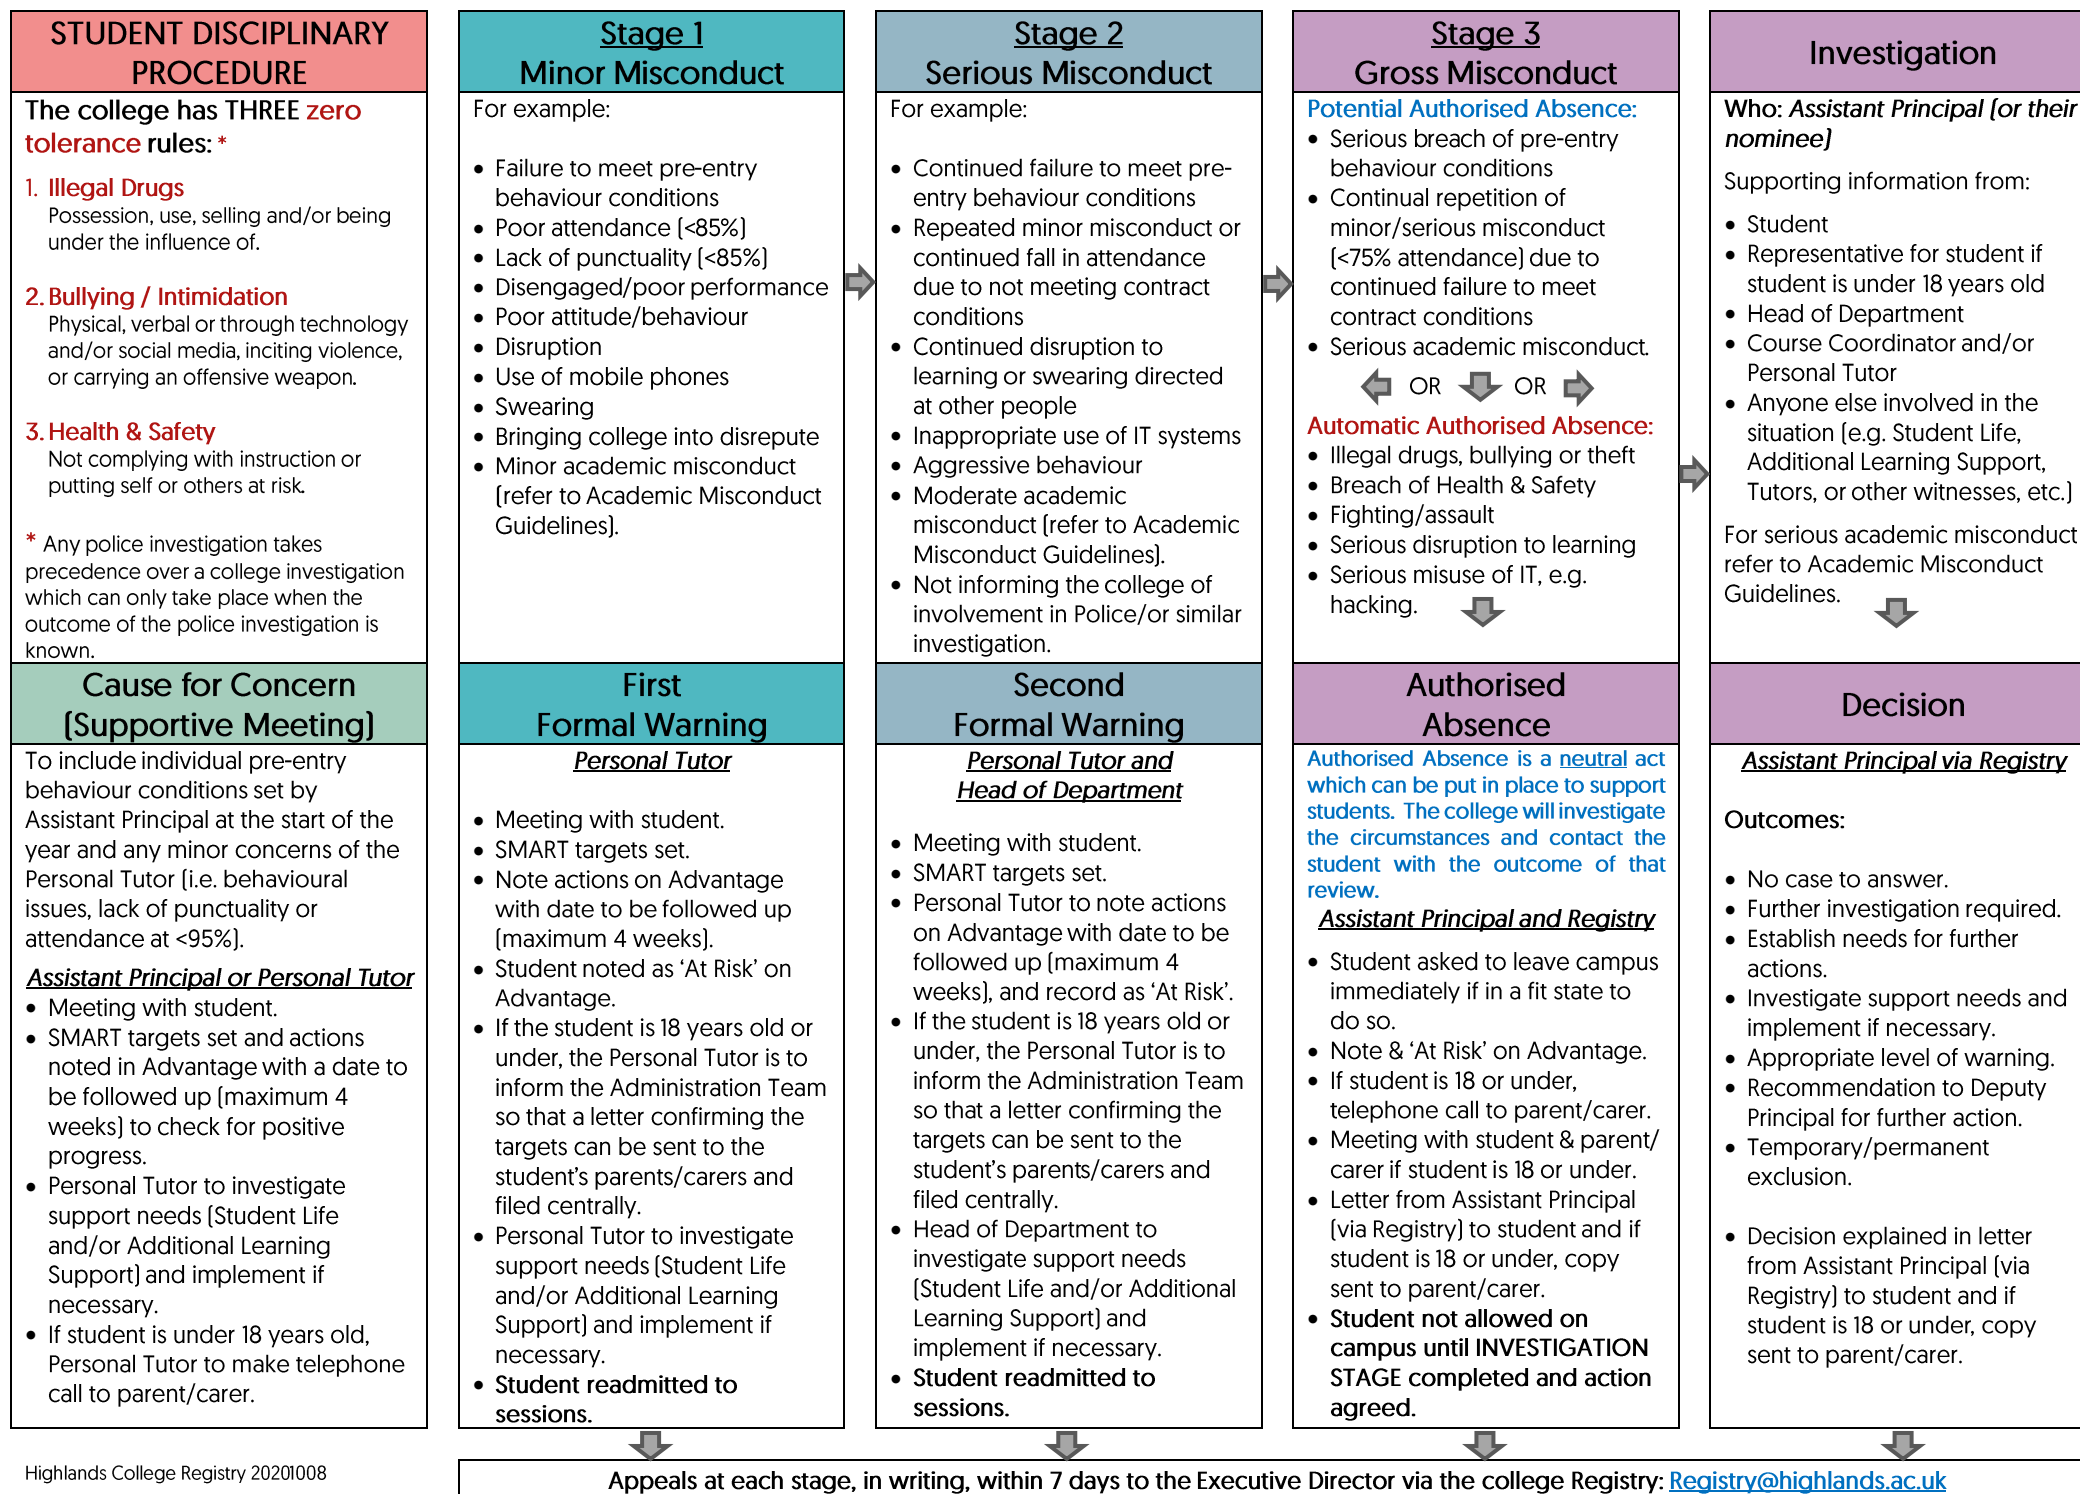 STUDENT DISCIPLINARY
PROCEDURE
The college has THREE zero
tolerance rules: *
1. Illegal Drugs
Possession, use, selling and/or being
under the influence of.
2. Bullying / Intimidation
Physical, verbal or through technology
and/or social media, inciting violence,
or carrying an offensive weapon.
3. Health & Safety
Not complying with instruction or
putting self or others at risk.
* Any police investigation takes
precedence over a college investigation
which can only take place when the
outcome of the police investigation is
known.
Cause for Concern
(Supportive Meeting)
To include individual pre-entry
behaviour conditions set by
Assistant Principal at the start of the
year and any minor concerns of the
Personal Tutor (i.e. behavioural
issues, lack of punctuality or
attendance at <95%).
Assistant Principal or Personal Tutor
• Meeting with student.
• SMART targets set and actions
noted in Advantage with a date to
be followed up (maximum 4
weeks) to check for positive
progress.
• Personal Tutor to investigate
support needs (Student Life
and/or Additional Learning
Support) and implement if
necessary.
• If student is under 18 years old,
Personal Tutor to make telephone
call to parent/carer.
Stage 1
Minor Misconduct
For example:
• Failure to meet pre-entry
behaviour conditions
• Poor attendance (<85%)
• Lack of punctuality (<85%)
• Disengaged/poor performance
• Poor attitude/behaviour
• Disruption
• Use of mobile phones
• Swearing
• Bringing college into disrepute
• Minor academic misconduct
(refer to Academic Misconduct
Guidelines).
First
Formal Warning
Personal Tutor
• Meeting with student.
• SMART targets set.
• Note actions on Advantage
with date to be followed up
(maximum 4 weeks).
• Student noted as ‘At Risk’ on
Advantage.
• If the student is 18 years old or
under, the Personal Tutor is to
inform the Administration Team
so that a letter confirming the
targets can be sent to the
student’s parents/carers and
filed centrally.
• Personal Tutor to investigate
support needs (Student Life
and/or Additional Learning
Support) and implement if
necessary.
• Student readmitted to
sessions.
Stage 2
Serious Misconduct
For example:
• Continued failure to meet pre-
entry behaviour conditions
• Repeated minor misconduct or
continued fall in attendance
due to not meeting contract
conditions
• Continued disruption to
learning or swearing directed
at other people
• Inappropriate use of IT systems
• Aggressive behaviour
• Moderate academic
misconduct (refer to Academic
Misconduct Guidelines).
• Not informing the college of
involvement in Police/or similar
investigation.
Second
Formal Warning
Personal Tutor and
Head of Department
• Meeting with student.
• SMART targets set.
• Personal Tutor to note actions
on Advantage with date to be
followed up (maximum 4
weeks), and record as ‘At Risk’.
• If the student is 18 years old or
under, the Personal Tutor is to
inform the Administration Team
so that a letter confirming the
targets can be sent to the
student’s parents/carers and
filed centrally.
• Head of Department to
investigate support needs
(Student Life and/or Additional
Learning Support) and
implement if necessary.
• Student readmitted to
sessions.
Stage 3
Gross Misconduct
Potential Authorised Absence:
• Serious breach of pre-entry
behaviour conditions
• Continual repetition of
minor/serious misconduct
(<75% attendance) due to
continued failure to meet
contract conditions
• Serious academic misconduct.
OR OR
Automatic Authorised Absence:
• Illegal drugs, bullying or theft
• Breach of Health & Safety
• Fighting/assault
• Serious disruption to learning
• Serious misuse of IT, e.g.
hacking.
Authorised
Absence
Authorised Absence is a neutral act
which can be put in place to support
students. The college will investigate
the circumstances and contact the
student with the outcome of that
review.
Assistant Principal and Registry
• Student asked to leave campus
immediately if in a fit state to
do so.
• Note & ‘At Risk’ on Advantage.
• If student is 18 or under,
telephone call to parent/carer.
• Meeting with student & parent/
carer if student is 18 or under.
• Letter from Assistant Principal
(via Registry) to student and if
student is 18 or under, copy
sent to parent/carer.
• Student not allowed on
campus until INVESTIGATION
STAGE completed and action
agreed.
Investigation
Who: Assistant Principal (or their
nominee)
Supporting information from:
• Student
• Representative for student if
student is under 18 years old
• Head of Department
• Course Coordinator and/or
Personal Tutor
• Anyone else involved in the
situation (e.g. Student Life,
Additional Learning Support,
Tutors, or other witnesses, etc.)
For serious academic misconduct
refer to Academic Misconduct
Guidelines.
Decision
Assistant Principal via Registry
Outcomes:
• No case to answer.
• Further investigation required.
• Establish needs for further
actions.
• Investigate support needs and
implement if necessary.
• Appropriate level of warning.
• Recommendation to Deputy
Principal for further action.
• Temporary/permanent
exclusion.
• Decision explained in letter
from Assistant Principal (via
Registry) to student and if
student is 18 or under, copy
sent to parent/carer.
Highlands College Registry 20201008
Appeals at each stage, in writing, within 7 days to the Executive Director via the college Registry: Registry@highlands.ac.uk